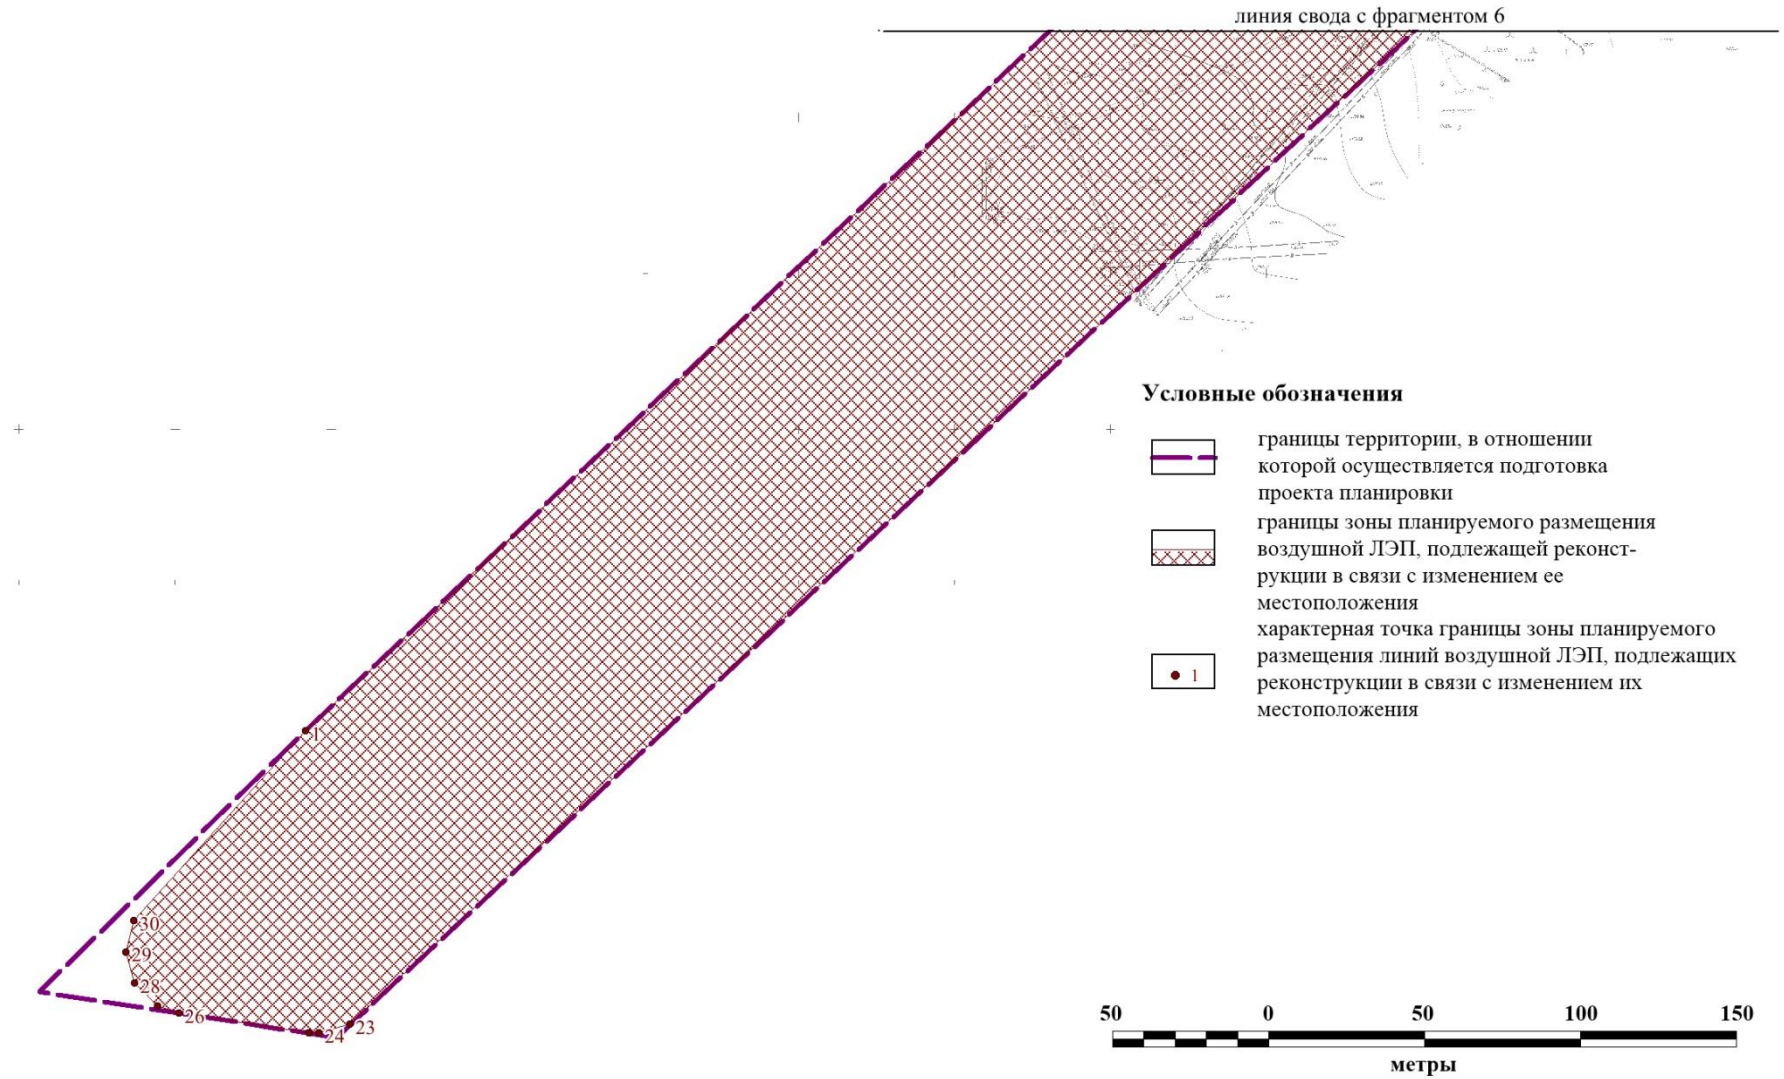 линия свода с фрагментом 6
Условные обозначения
границы территории, в отношении
которой осуществляется подготовка
проекта планировки
границы зоны планируемого размещения
воздушной ЛЭП, подлежащей реконст-
рукции в связи с изменением ее
местоположения
характерная точка границы зоны планируемого
размещения линий воздушной ЛЭП, подлежащих
1
реконструкции в связи с изменением их
местоположения
1
30
29
28
26
24
23
50 0 50 100 150
метры